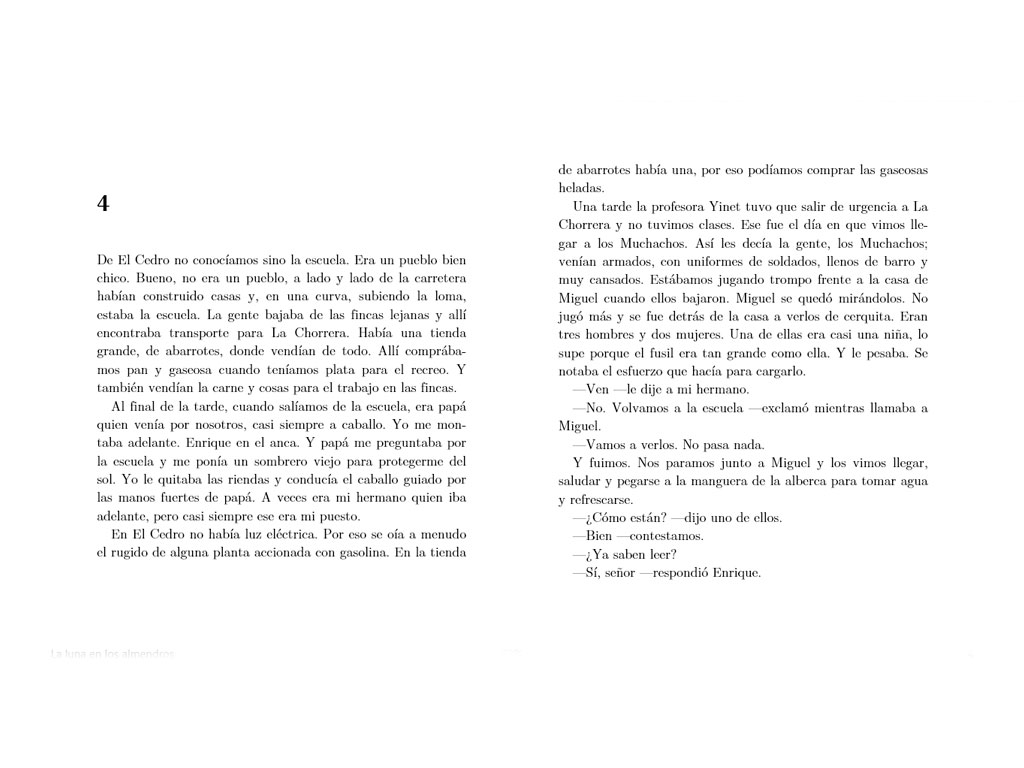 4
De El Cedro no conocíamos sino la escuela. Era un pueblo bien
chico. Bueno, no era un pueblo, a lado y lado de la carretera
habían construido casas y, en una curva, subiendo la loma,
estaba la escuela. La gente bajaba de las fincas lejanas y allí
encontraba transporte para La Chorrera. Había una tienda
grande, de abarrotes, donde vendían de todo. Allí comprába-
mos pan y gaseosa cuando teníamos plata para el recreo. Y
también vendían la carne y cosas para el trabajo en las fincas.
Al final de la tarde, cuando salíamos de la escuela, era papá
quien venía por nosotros, casi siempre a caballo. Yo me mon-
taba adelante. Enrique en el anca. Y papá me preguntaba por
la escuela y me ponía un sombrero viejo para protegerme del
sol. Yo le quitaba las riendas y conducía el caballo guiado por
las manos fuertes de papá. A veces era mi hermano quien iba
adelante, pero casi siempre ese era mi puesto.
En El Cedro no había luz eléctrica. Por eso se oía a menudo
el rugido de alguna planta accionada con gasolina. En la tienda
La luna en los almendros
de abarrotes había una, por eso podíamos comprar las gaseosas
heladas.
Una tarde la profesora Yinet tuvo que salir de urgencia a La
Chorrera y no tuvimos clases. Ese fue el día en que vimos lle-
gar a los Muchachos. Así les decía la gente, los Muchachos;
venían armados, con uniformes de soldados, llenos de barro y
muy cansados. Estábamos jugando trompo frente a la casa de
Miguel cuando ellos bajaron. Miguel se quedó mirándolos. No
jugó más y se fue detrás de la casa a verlos de cerquita. Eran
tres hombres y dos mujeres. Una de ellas era casi una niña, lo
supe porque el fusil era tan grande como ella. Y le pesaba. Se
notaba el esfuerzo que hacía para cargarlo.
—Ven —le dije a mi hermano.
—No. Volvamos a la escuela —exclamó mientras llamaba a
Miguel.
—Vamos a verlos. No pasa nada.
Y fuimos. Nos paramos junto a Miguel y los vimos llegar,
saludar y pegarse a la manguera de la alberca para tomar agua
y refrescarse.
—¿Cómo están? —dijo uno de ellos.
—Bien —contestamos.
—¿Ya saben leer?
—Sí, señor —respondió Enrique.